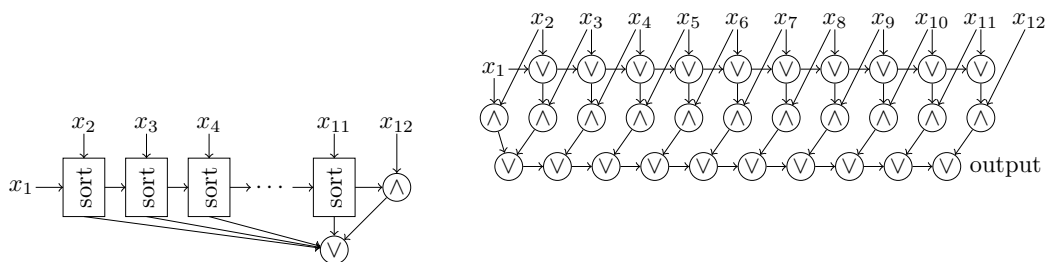 x₂ x₃ x₄ x₅ x₆ x₇ x₈ x₉ x₁₀ x₁₁ x₁₂
x₁ ∨ ∨ ∨ ∨ ∨ ∨ ∨ ∨ ∨ ∨
∧ ∧ ∧ ∧ ∧ ∧ ∧ ∧ ∧ ∧ ∧
∨ ∨ ∨ ∨ ∨ ∨ ∨ ∨ ∨ ∨ output
x₂ x₃ x₄ x₁₁ x₁₂
x₁ sort sort sort ··· sort ∧
∨